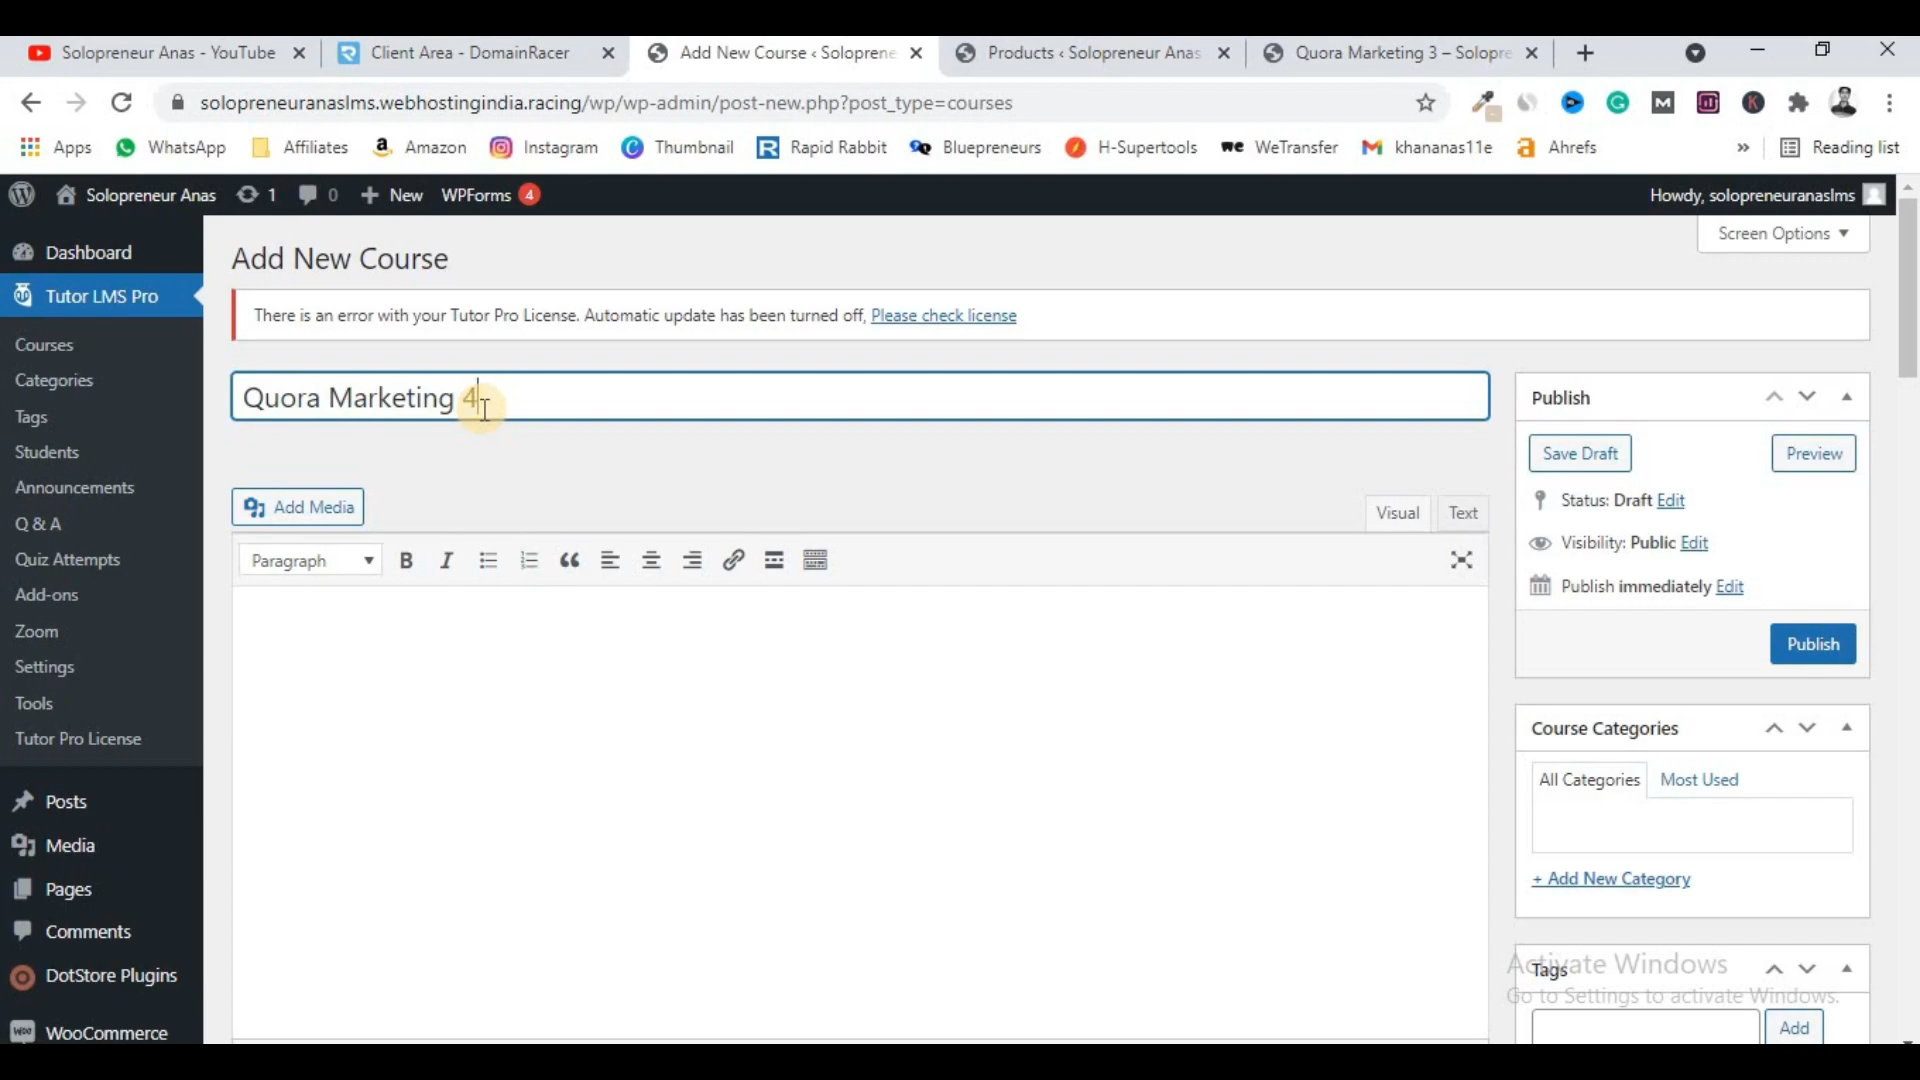 Solopreneur Anas - YouTube
Client Area - DomainRacer
Add New Course ‹ Soloprene
Products ‹ Solopreneur Anas
Quora Marketing 3 – Solopre
solopreneuranaslms.webhostingindia.racing/wp/wp-admin/post-new.php?post_type=courses
Apps WhatsApp Affiliates Amazon Instagram Thumbnail Rapid Rabbit Bluepreneurs H-Supertools WeTransfer khananas11e Ahrefs » Reading list
Solopreneur Anas 1 0 + New WPForms 4 Howdy, solopreneuranaslms
Screen Options
Dashboard
Tutor LMS Pro
Courses
Categories
Tags
Students
Announcements
Q & A
Quiz Attempts
Add-ons
Zoom
Settings
Tools
Tutor Pro License
Posts
Media
Pages
Comments
DotStore Plugins
WooCommerce
Add New Course
There is an error with your Tutor Pro License. Automatic update has been turned off, Please check license
Quora Marketing 4
Add Media
Visual Text
Paragraph
Publish
Save Draft Preview
Status: Draft Edit
Visibility: Public Edit
Publish immediately Edit
Publish
Course Categories
All Categories Most Used
+ Add New Category
Tags
Add
Activate Windows
Go to Settings to activate Windows.